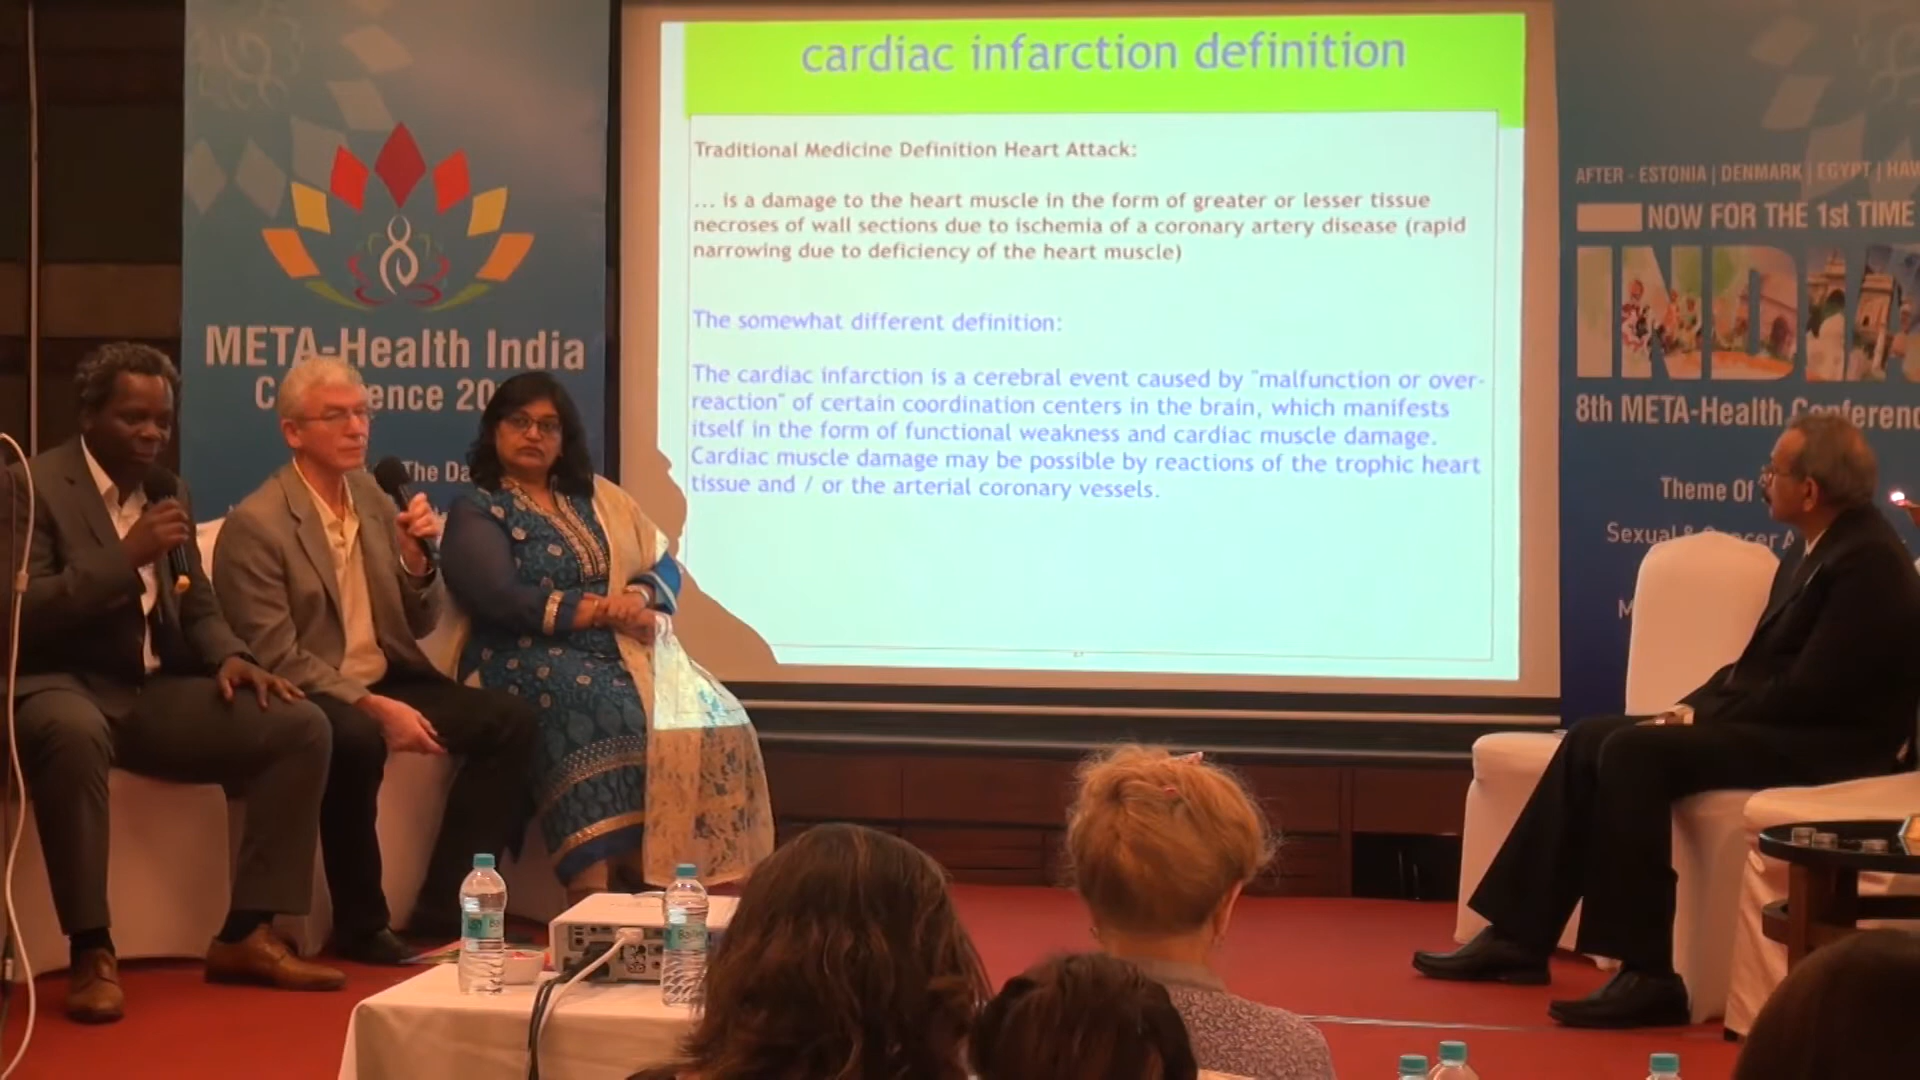 cardiac infarction definition
Traditional Medicine Definition Heart Attack:
... is a damage to the heart muscle in the form of greater or lesser tissue
necroses of wall sections due to ischemia of a coronary artery disease (rapid
narrowing due to deficiency of the heart muscle)
The somewhat different definition:
The cardiac infarction is a cerebral event caused by "malfunction or over-
reaction" of certain coordination centers in the brain, which manifests
itself in the form of functional weakness and cardiac muscle damage.
Cardiac muscle damage may be possible by reactions of the trophic heart
tissue and / or the arterial coronary vessels.
META-Health India
The Da
AFTER - ESTONIA | DENMARK | EGYPT | HAW
NOW FOR THE 1st TIME
INDIA
8th META-Health Conferenc
Theme Of
Sexual &